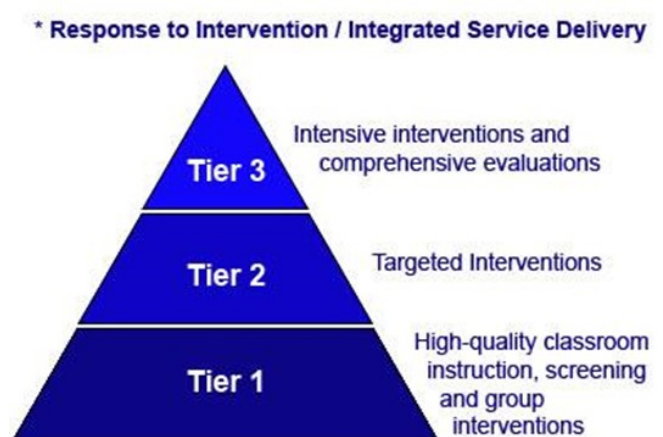 * Response to Intervention / Integrated Service Delivery
Tier 3
Intensive interventions and
comprehensive evaluations
Tier 2
Targeted Interventions
Tier 1
High-quality classroom
instruction, screening
and group
interventions